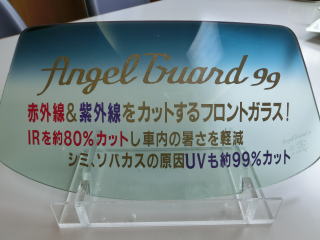 Angel Guard 99
赤外線&紫外線をカットするフロントガラス!
IRを約80%カットし車内の暑さを軽減
シミ、ソバカスの原因UVも約99%カット